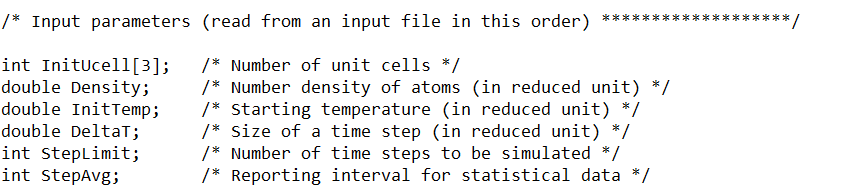 /* Input parameters (read from an input file in this order) *******************/
int InitUcell[3];   /* Number of unit cells */
double Density;     /* Number density of atoms (in reduced unit) */
double InitTemp;    /* Starting temperature (in reduced unit) */
double DeltaT;      /* Size of a time step (in reduced unit) */
int StepLimit;      /* Number of time steps to be simulated */
int StepAvg;        /* Reporting interval for statistical data */